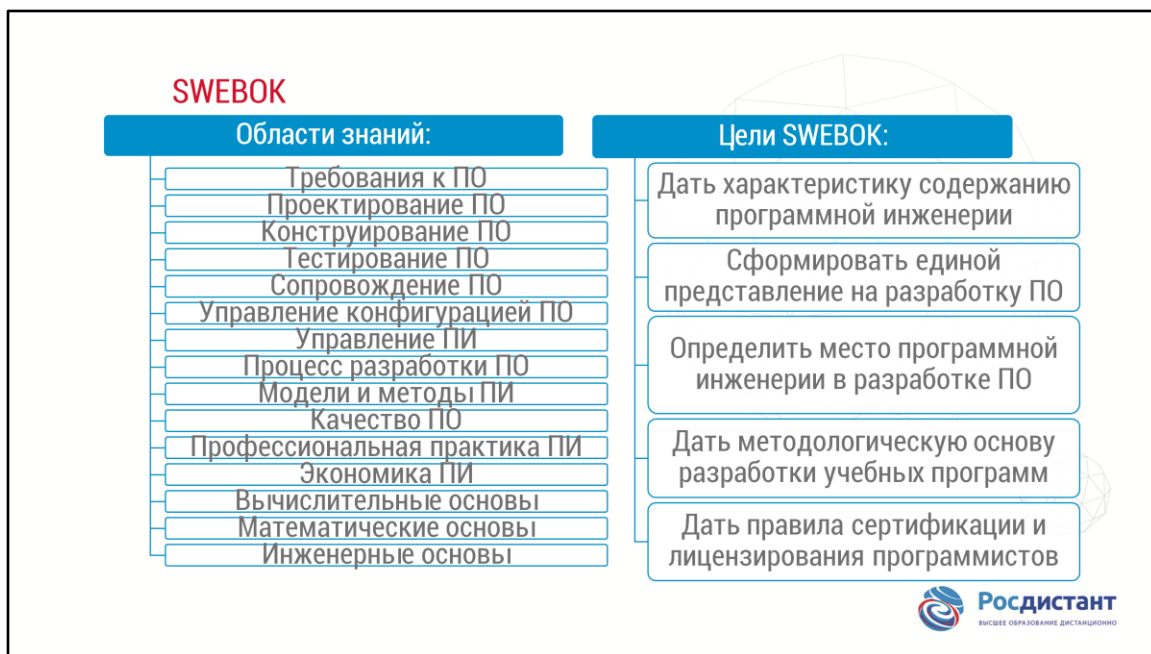 SWEBOK
Области знаний:
Требования к ПО
Проектирование ПО
Конструирование ПО
Тестирование ПО
Сопровождение ПО
Управление конфигурацией ПО
Управление ПИ
Процесс разработки ПО
Модели и методы ПИ
Качество ПО
Профессиональная практика ПИ
Экономика ПИ
Вычислительные основы
Математические основы
Инженерные основы
Цели SWEBOK:
Дать характеристику содержанию
программной инженерии
Сформировать единой
представление на разработку ПО
Определить место программной
инженерии в разработке ПО
Дать методологическую основу
разработки учебных программ
Дать правила сертификации и
лицензирования программистов
Росдистант
ВЫСШЕЕ ОБРАЗОВАНИЕ ДИСТАНЦИОННО